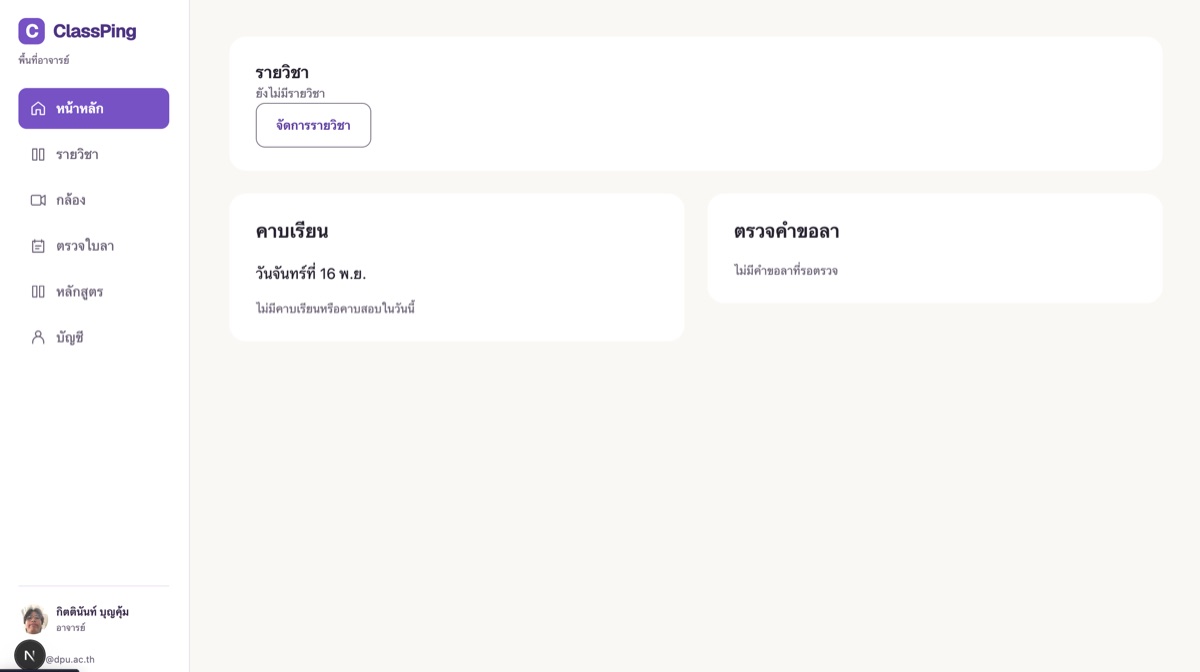 C ClassPing
พื้นที่อาจารย์
หน้าหลัก
รายวิชา
กล้อง
ตรวจใบลา
หลักสูตร
บัญชี
กิตตินันท์ บุญคุ้ม
อาจารย์
N
@dpu.ac.th
รายวิชา
ยังไม่มีรายวิชา
จัดการรายวิชา
คาบเรียน
วันจันทร์ที่ 16 พ.ย.
ไม่มีคาบเรียนหรือคาบสอบในวันนี้
ตรวจคำขอลา
ไม่มีคำขอลาที่รอตรวจ